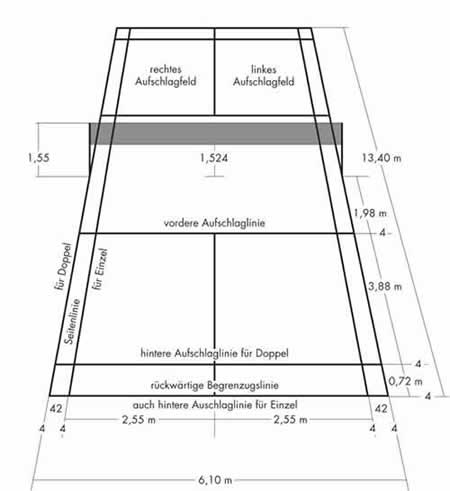 rechtes
Aufschlagfeld
linkes
Aufschlagfeld
1,55
1,524
13,40 m
1,98 m
vordere Aufschlaglinie
4
für Doppel
Seitenlinie
für Einzel
3,88 m
hintere Aufschlaglinie für Doppel
4
rückwärtige Begrenzugslinie
0,72 m
auch hintere Auschlaglinie für Einzel
4
42
42
2,55 m
2,55 m
4
4
4
4
6,10 m